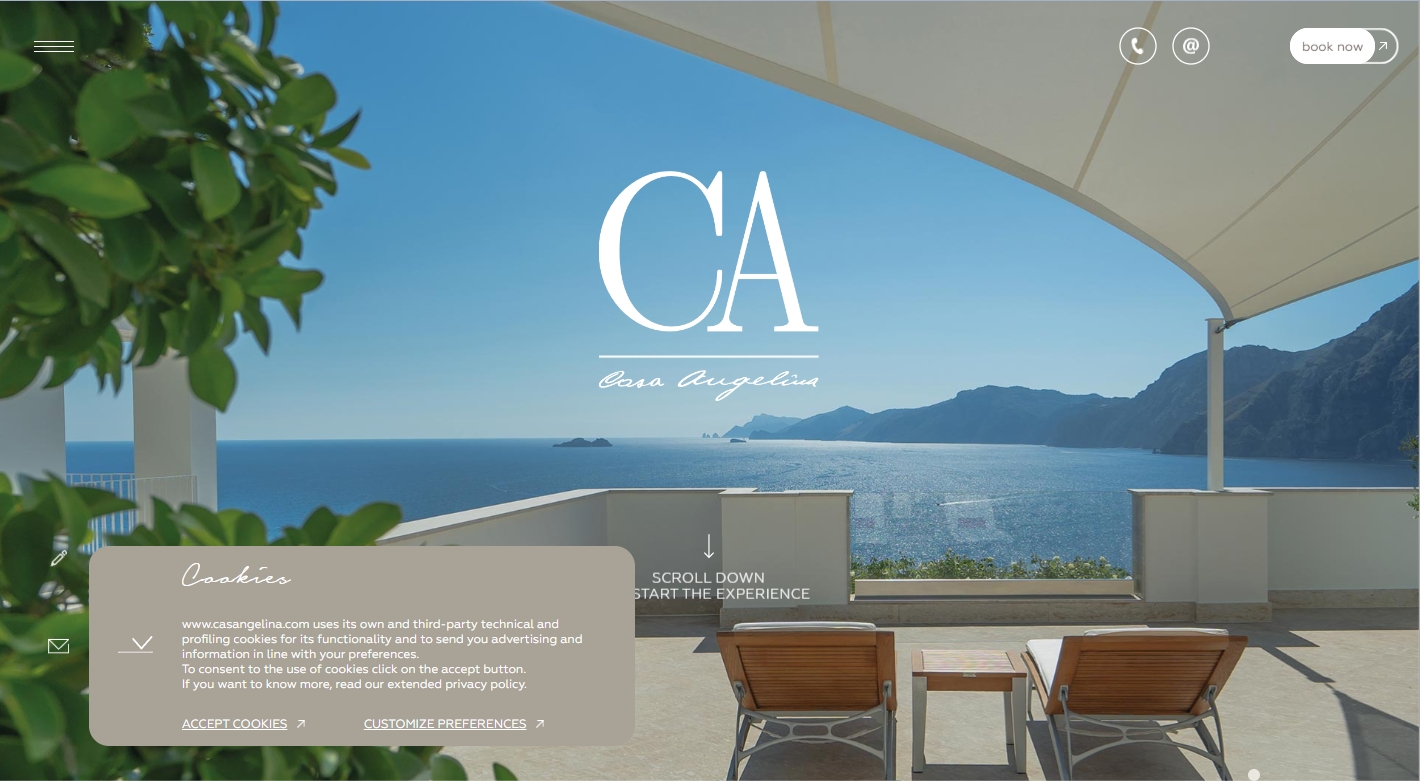 book now
CA
Casa Angelina
SCROLL DOWN
START THE EXPERIENCE
Cookies
www.casangelina.com uses its own and third-party technical and
profiling cookies for its functionality and to send you advertising and
information in line with your preferences.
To consent to the use of cookies click on the accept button.
If you want to know more, read our extended privacy policy.
ACCEPT COOKIES
CUSTOMIZE PREFERENCES